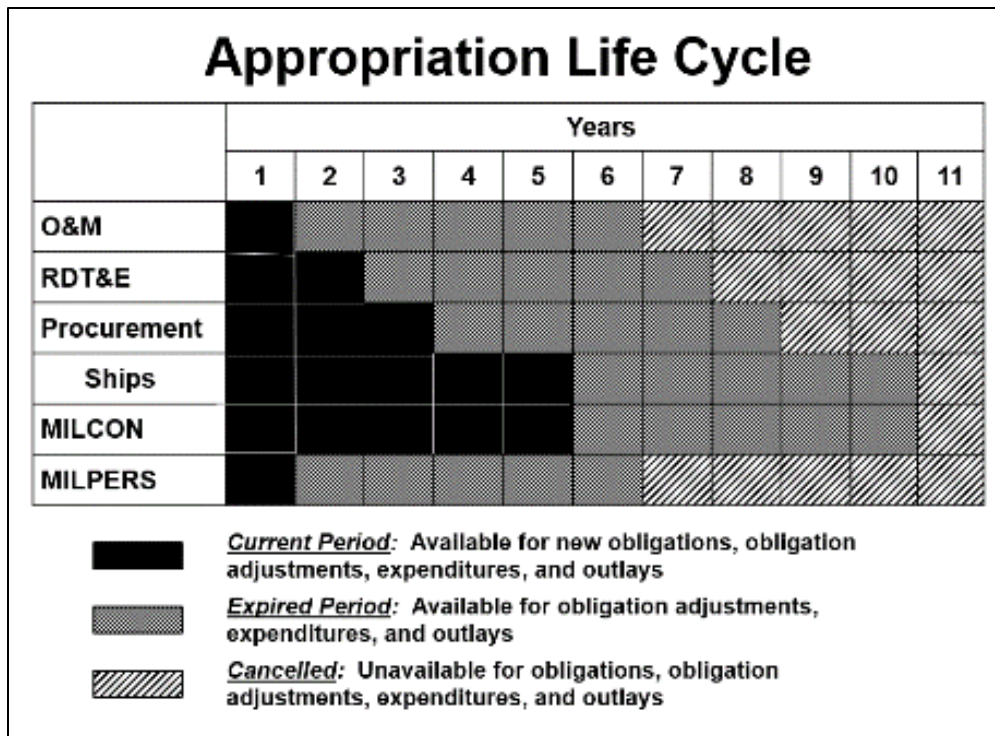 Appropriation Life Cycle
Years
1 2 3 4 5 6 7 8 9 10 11
O&M
RDT&E
Procurement
Ships
MILCON
MILPERS
Current Period: Available for new obligations, obligation
adjustments, expenditures, and outlays
Expired Period: Available for obligation adjustments,
expenditures, and outlays
Cancelled: Unavailable for obligations, obligation
adjustments, expenditures, and outlays